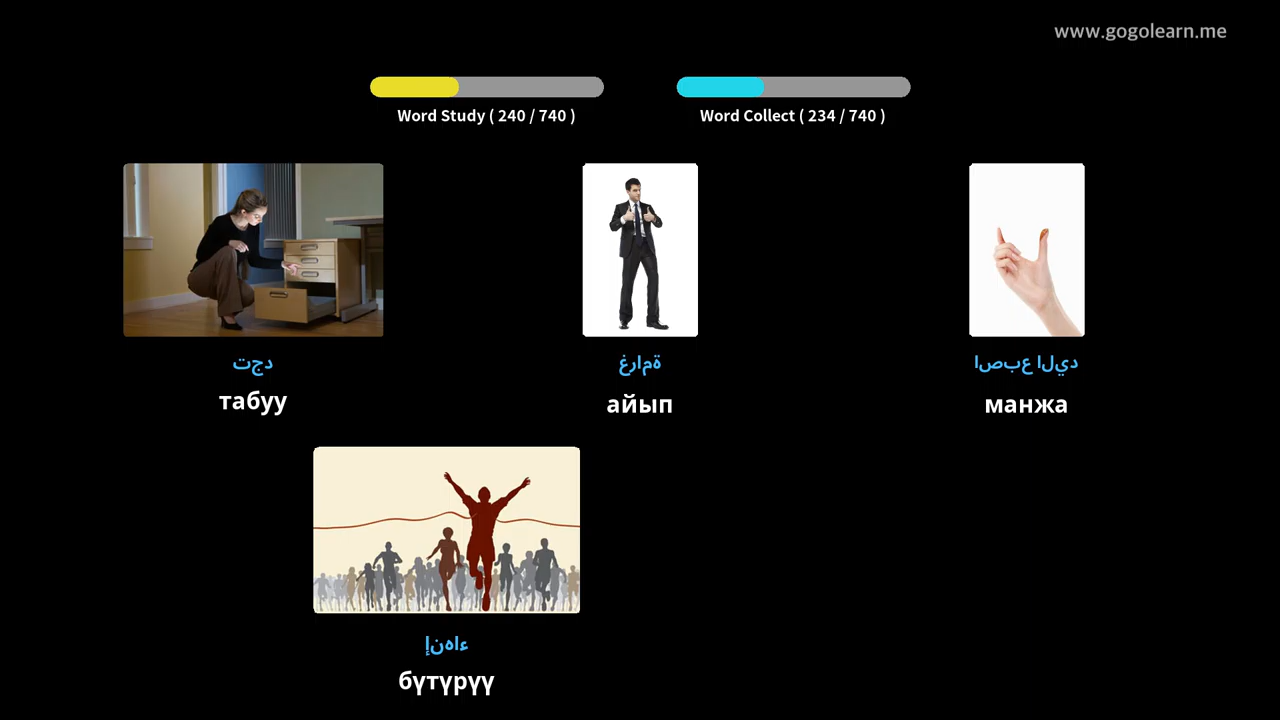 www.gogolearn.me
Word Study ( 240 / 740 )
Word Collect ( 234 / 740 )
تجد
табуу
غرامة
айып
اصبع اليد
манжа
إنهاء
бүтүрүү